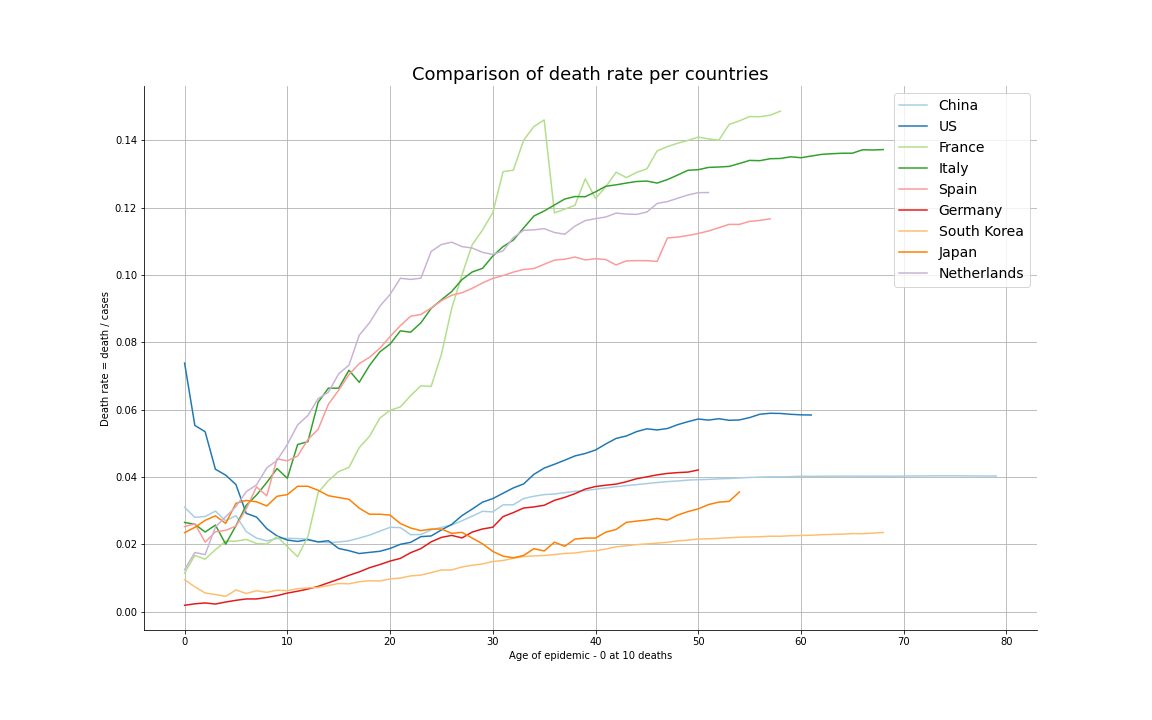 Comparison of death rate per countries
China
US
France
Italy
Spain
Germany
South Korea
Japan
Netherlands
Death rate = death / cases
0.14
0.12
0.10
0.08
0.06
0.04
0.02
0.00
0 10 20 30 40 50 60 70 80
Age of epidemic - 0 at 10 deaths